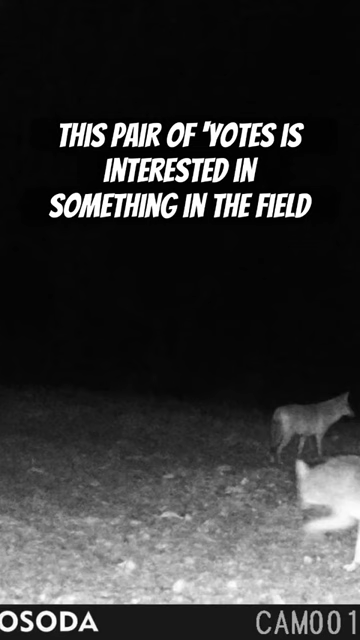 THIS PAIR OF 'YOTES IS
INTERESTED IN
SOMETHING IN THE FIELD
OSODA
CAM001